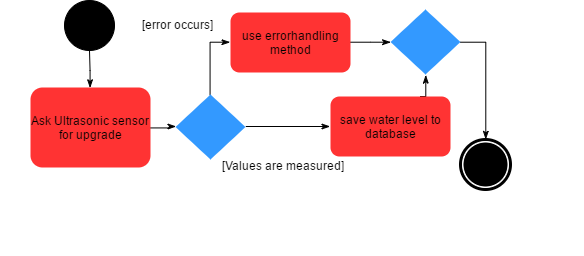 [error occurs]
use errorhandling
method
Ask Ultrasonic sensor
for upgrade
save water level to
database
[Values are measured]